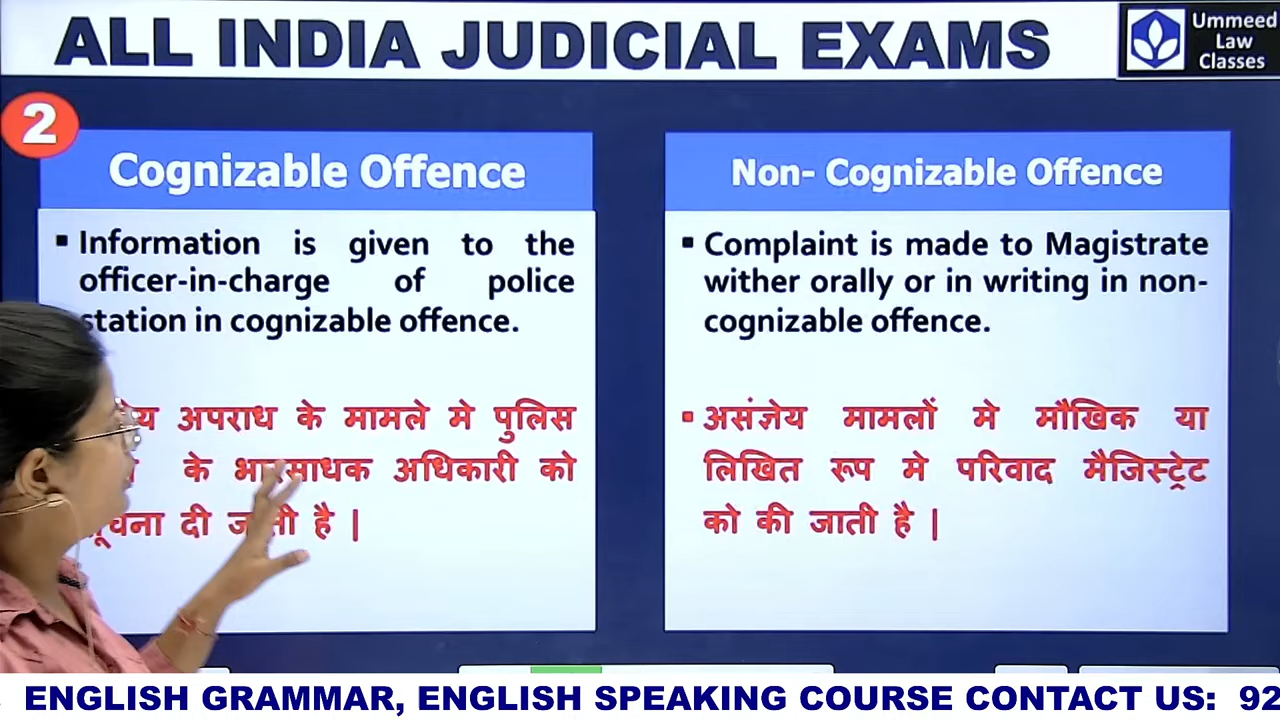 ALL INDIA JUDICIAL EXAMS
Ummeed
Law
Classes
2
Cognizable Offence
▪ Information is given to the
officer-in-charge of police
station in cognizable offence.
अपराध के मामले मे पुलिस
के भारसाधक अधिकारी को
दी जाती है |
Non- Cognizable Offence
▪ Complaint is made to Magistrate
wither orally or in writing in non-
cognizable offence.
▪ असंज्ञेय मामलों मे मौखिक या
लिखित रूप मे परिवाद मैजिस्ट्रेट
को की जाती है |
ENGLISH GRAMMAR, ENGLISH SPEAKING COURSE CONTACT US: 92